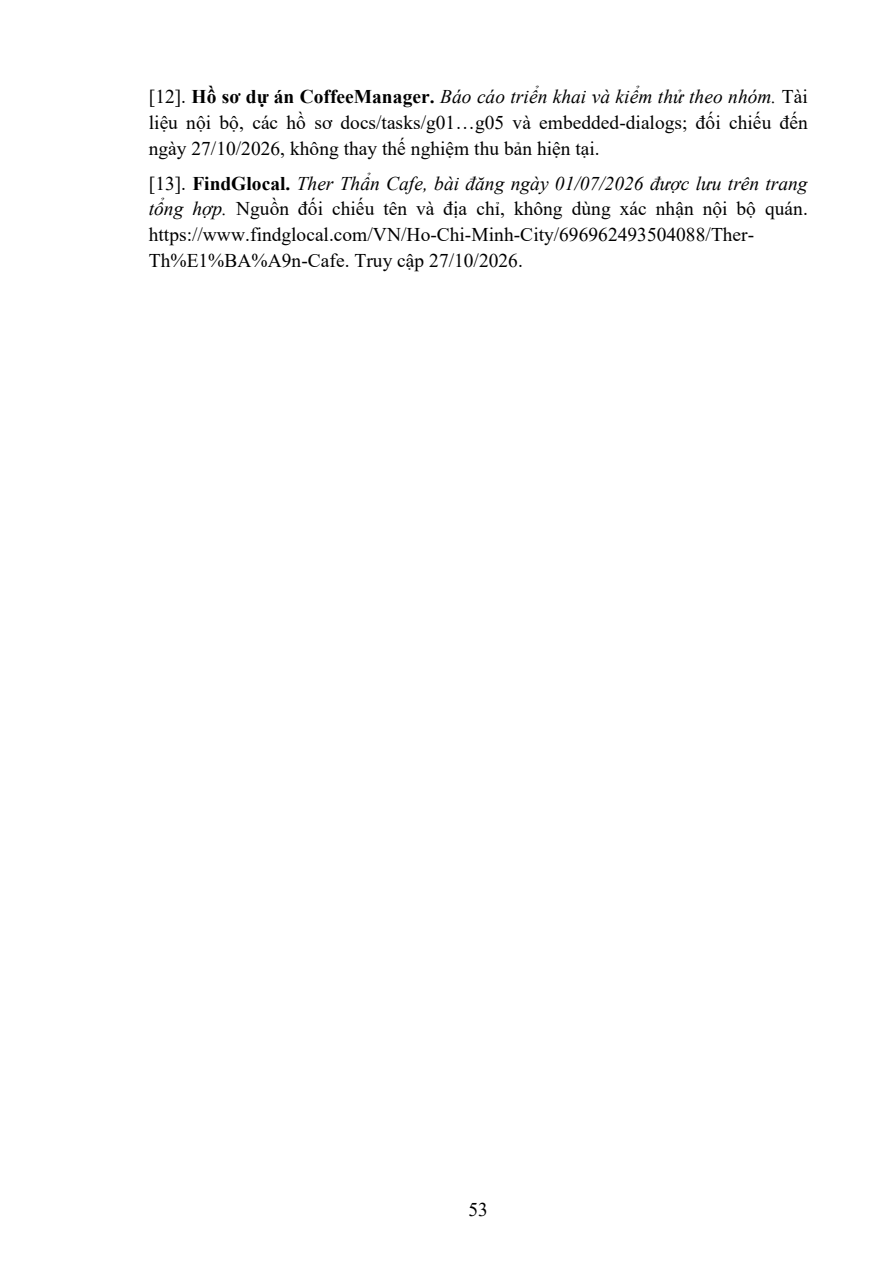 [12]. Hồ sơ dự án CoffeeManager. Báo cáo triển khai và kiểm thử theo nhóm. Tài
liệu nội bộ, các hồ sơ docs/tasks/g01…g05 và embedded-dialogs; đối chiếu đến
ngày 27/10/2026, không thay thế nghiệm thu bản hiện tại.
[13]. FindGlocal. Ther Thẩn Cafe, bài đăng ngày 01/07/2026 được lưu trên trang
tổng hợp. Nguồn đối chiếu tên và địa chỉ, không dùng xác nhận nội bộ quán.
https://www.findglocal.com/VN/Ho-Chi-Minh-City/696962493504088/Ther-
Th%E1%BA%A9n-Cafe. Truy cập 27/10/2026.
53